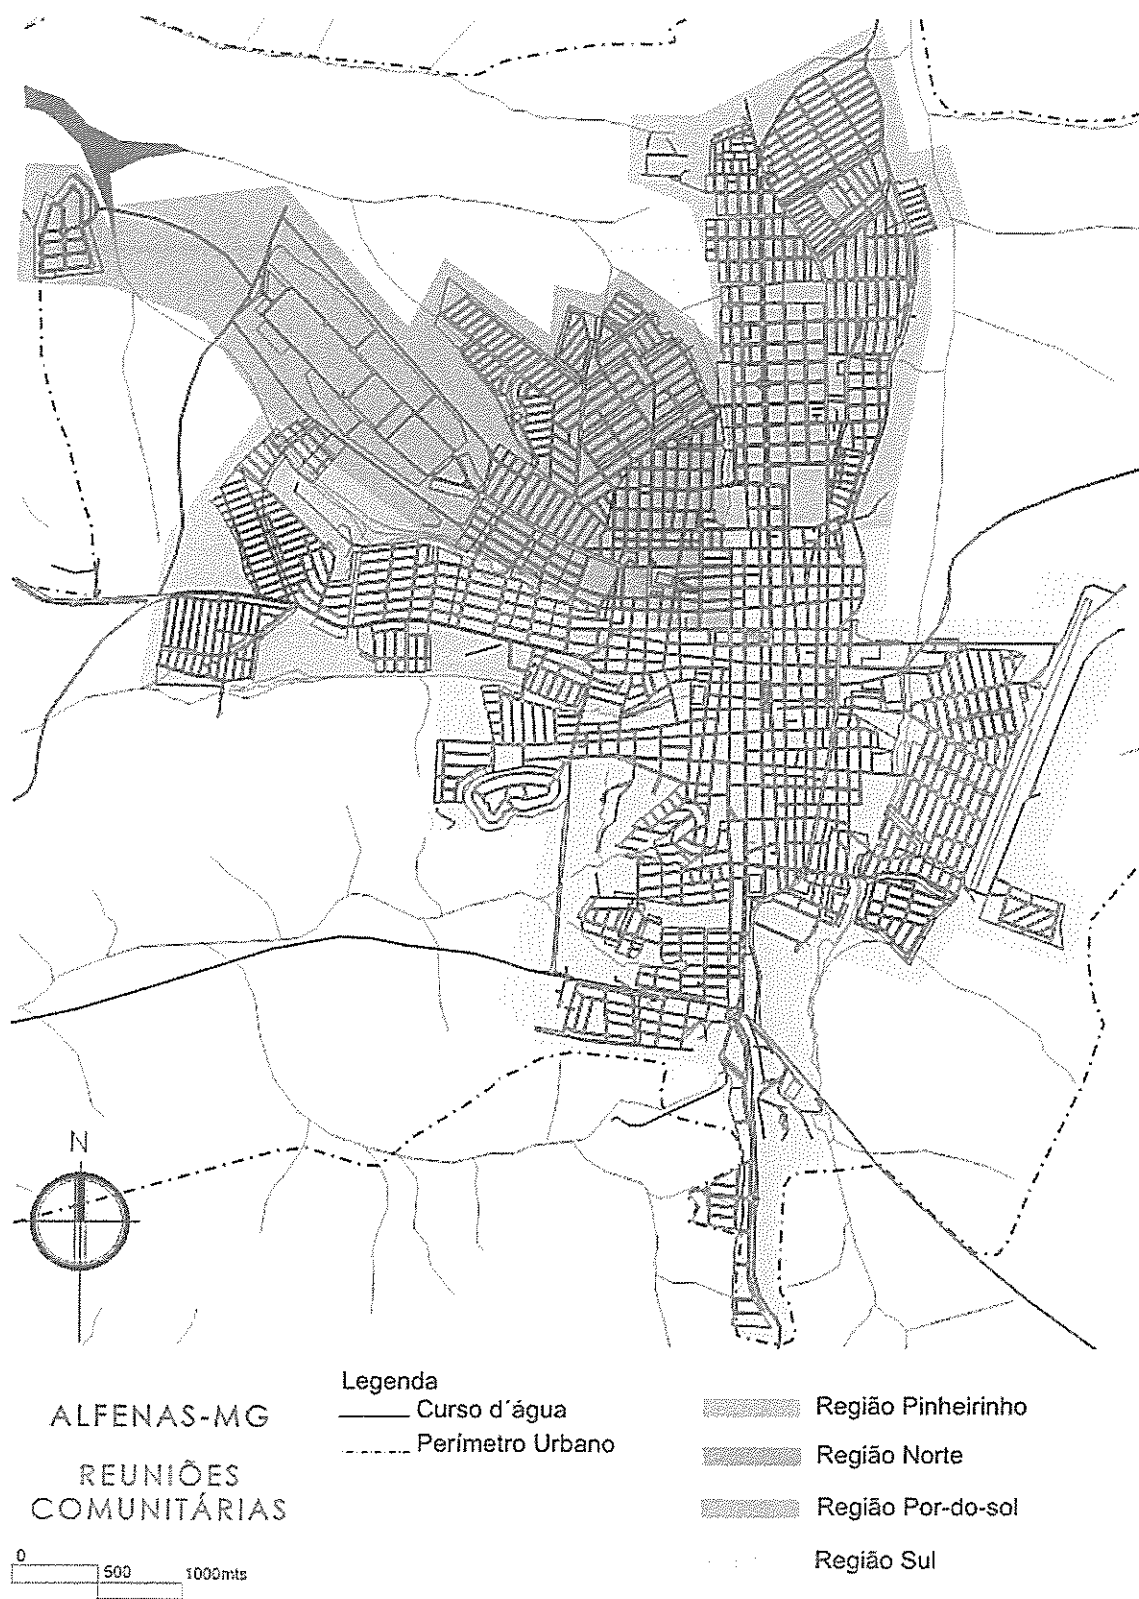 N
ALFENAS-MG
REUNIÕES
COMUNITÁRIAS
0
500
1000mts
Legenda
Curso d´água
Perímetro Urbano
Região Pinheirinho
Região Norte
Região Por-do-sol
Região Sul